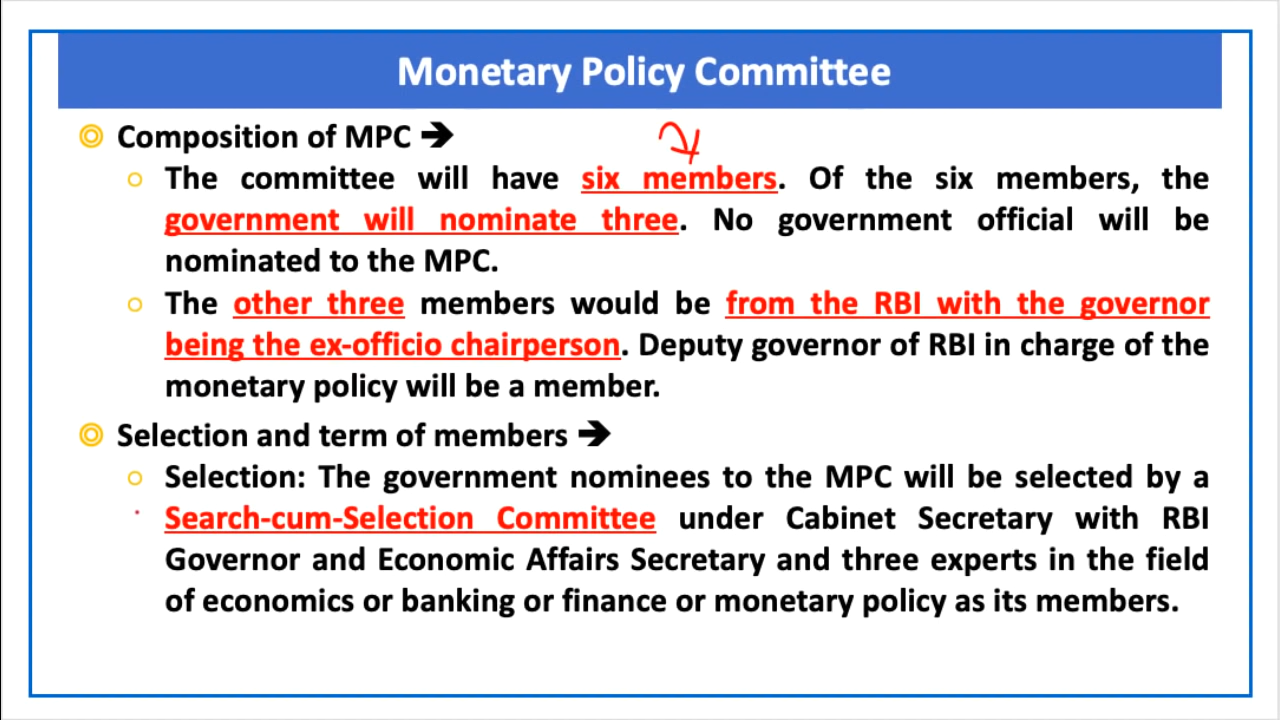 Monetary Policy Committee
Composition of MPC ➔
The committee will have six members. Of the six members, the
government will nominate three. No government official will be
nominated to the MPC.
The other three members would be from the RBI with the governor
being the ex-officio chairperson. Deputy governor of RBI in charge of the
monetary policy will be a member.
Selection and term of members ➔
Selection: The government nominees to the MPC will be selected by a
Search-cum-Selection Committee under Cabinet Secretary with RBI
Governor and Economic Affairs Secretary and three experts in the field
of economics or banking or finance or monetary policy as its members.